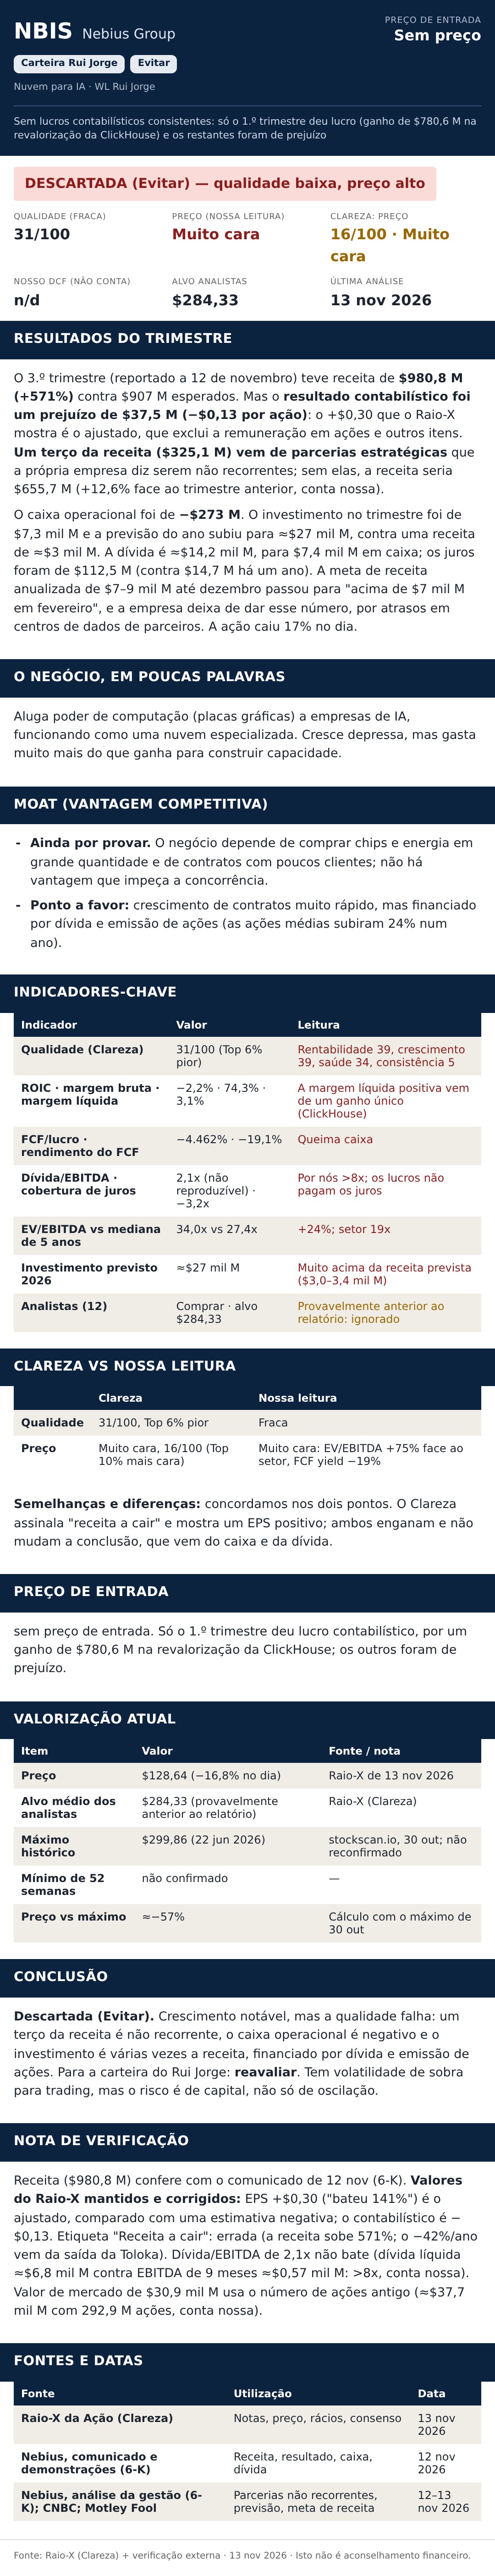 NBIS Nebius Group
PREÇO DE ENTRADA
Sem preço
Carteira Rui Jorge
Evitar
Nuvem para IA · WL Rui Jorge
Sem lucros contabilísticos consistentes: só o 1.º trimestre deu lucro (ganho de $780,6 M na
revalorização da ClickHouse) e os restantes foram de prejuízo
DESCARTADA (Evitar) — qualidade baixa, preço alto
QUALIDADE (FRACA)
31/100
PREÇO (NOSSA LEITURA)
Muito cara
CLAREZA: PREÇO
16/100 · Muito
cara
NOSSO DCF (NÃO CONTA)
n/d
ALVO ANALISTAS
$284,33
ÚLTIMA ANÁLISE
13 nov 2026
RESULTADOS DO TRIMESTRE
O 3.º trimestre (reportado a 12 de novembro) teve receita de $980,8 M
(+571%) contra $907 M esperados. Mas o resultado contabilístico foi
um prejuízo de $37,5 M (−$0,13 por ação): o +$0,30 que o Raio-X
mostra é o ajustado, que exclui a remuneração em ações e outros itens.
Um terço da receita ($325,1 M) vem de parcerias estratégicas que
a própria empresa diz serem não recorrentes; sem elas, a receita seria
$655,7 M (+12,6% face ao trimestre anterior, conta nossa).
O caixa operacional foi de −$273 M. O investimento no trimestre foi de
$7,3 mil M e a previsão do ano subiu para ≈$27 mil M, contra uma receita
de ≈$3 mil M. A dívida é ≈$14,2 mil M, para $7,4 mil M em caixa; os juros
foram de $112,5 M (contra $14,7 M há um ano). A meta de receita
anualizada de $7–9 mil M até dezembro passou para "acima de $7 mil M
em fevereiro", e a empresa deixa de dar esse número, por atrasos em
centros de dados de parceiros. A ação caiu 17% no dia.
O NEGÓCIO, EM POUCAS PALAVRAS
Aluga poder de computação (placas gráficas) a empresas de IA,
funcionando como uma nuvem especializada. Cresce depressa, mas gasta
muito mais do que ganha para construir capacidade.
MOAT (VANTAGEM COMPETITIVA)
- Ainda por provar. O negócio depende de comprar chips e energia em
grande quantidade e de contratos com poucos clientes; não há
vantagem que impeça a concorrência.
- Ponto a favor: crescimento de contratos muito rápido, mas financiado
por dívida e emissão de ações (as ações médias subiram 24% num
ano).
INDICADORES-CHAVE
Indicador Valor Leitura
Qualidade (Clareza) 31/100 (Top 6% Rentabilidade 39, crescimento
pior) 39, saúde 34, consistência 5
ROIC · margem bruta · −2,2% · 74,3% · A margem líquida positiva vem
margem líquida 3,1% de um ganho único
(ClickHouse)
FCF/lucro · −4.462% · −19,1% Queima caixa
rendimento do FCF
Dívida/EBITDA · 2,1x (não Por nós >8x; os lucros não
cobertura de juros reproduzível) · pagam os juros
−3,2x
EV/EBITDA vs mediana 34,0x vs 27,4x +24%; setor 19x
de 5 anos
Investimento previsto ≈$27 mil M Muito acima da receita prevista
2026 ($3,0–3,4 mil M)
Analistas (12) Comprar · alvo Provavelmente anterior ao
$284,33 relatório: ignorado
CLAREZA VS NOSSA LEITURA
Clareza Nossa leitura
Qualidade 31/100, Top 6% pior Fraca
Preço Muito cara, 16/100 (Top Muito cara: EV/EBITDA +75% face ao
10% mais cara) setor, FCF yield −19%
Semelhanças e diferenças: concordamos nos dois pontos. O Clareza
assinala "receita a cair" e mostra um EPS positivo; ambos enganam e não
mudam a conclusão, que vem do caixa e da dívida.
PREÇO DE ENTRADA
sem preço de entrada. Só o 1.º trimestre deu lucro contabilístico, por um
ganho de $780,6 M na revalorização da ClickHouse; os outros foram de
prejuízo.
VALORIZAÇÃO ATUAL
Item Valor Fonte / nota
Preço $128,64 (−16,8% no dia) Raio-X de 13 nov 2026
Alvo médio dos $284,33 (provavelmente Raio-X (Clareza)
analistas anterior ao relatório)
Máximo $299,86 (22 jun 2026) stockscan.io, 30 out; não
histórico reconfirmado
Mínimo de 52 não confirmado —
semanas
Preço vs máximo ≈−57% Cálculo com o máximo de
30 out
CONCLUSÃO
Descartada (Evitar). Crescimento notável, mas a qualidade falha: um
terço da receita é não recorrente, o caixa operacional é negativo e o
investimento é várias vezes a receita, financiado por dívida e emissão de
ações. Para a carteira do Rui Jorge: reavaliar. Tem volatilidade de sobra
para trading, mas o risco é de capital, não só de oscilação.
NOTA DE VERIFICAÇÃO
Receita ($980,8 M) confere com o comunicado de 12 nov (6-K). Valores
do Raio-X mantidos e corrigidos: EPS +$0,30 ("bateu 141%") é o
ajustado, comparado com uma estimativa negativa; o contabilístico é −
$0,13. Etiqueta "Receita a cair": errada (a receita sobe 571%; o −42%/ano
vem da saída da Toloka). Dívida/EBITDA de 2,1x não bate (dívida líquida
≈$6,8 mil M contra EBITDA de 9 meses ≈$0,57 mil M: >8x, conta nossa).
Valor de mercado de $30,9 mil M usa o número de ações antigo (≈$37,7
mil M com 292,9 M ações, conta nossa).
FONTES E DATAS
Fonte Utilização Data
Raio-X da Ação (Clareza) Notas, preço, rácios, consenso 13 nov
2026
Nebius, comunicado e Receita, resultado, caixa, 12 nov
demonstrações (6-K) dívida 2026
Nebius, análise da gestão (6- Parcerias não recorrentes, 12–13
K); CNBC; Motley Fool previsão, meta de receita nov 2026
Fonte: Raio-X (Clareza) + verificação externa · 13 nov 2026 · Isto não é aconselhamento financeiro.